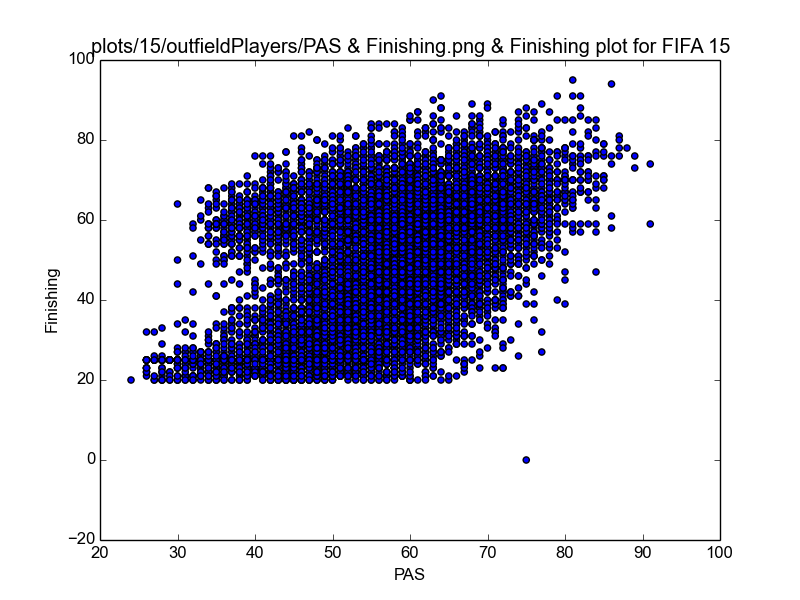 plots/15/outfieldPlayers/PAS & Finishing.png & Finishing plot for FIFA 15
100
80
60
40
20
0
−20
Finishing
20 30 40 50 60 70 80 90 100
PAS